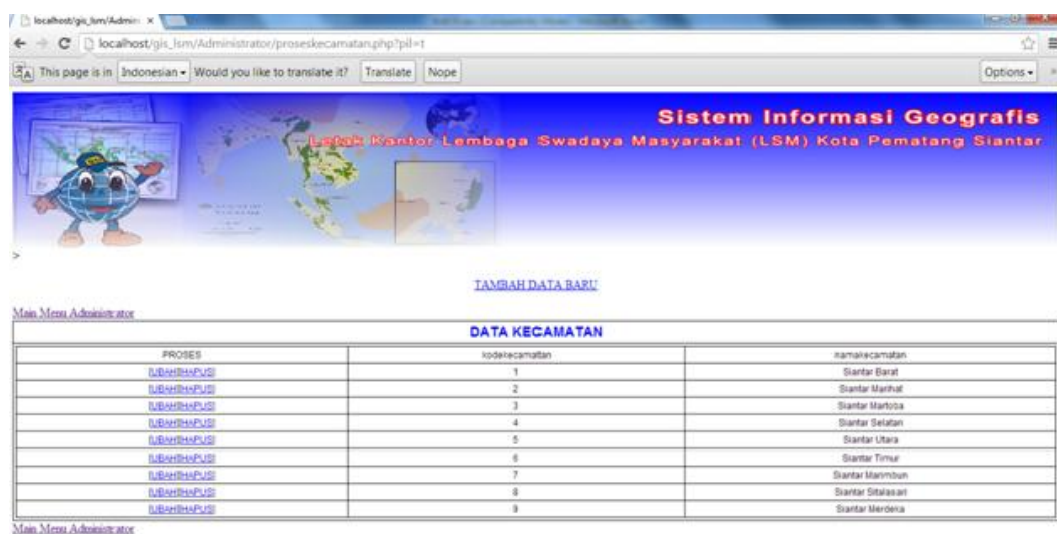 localhost/gis_lsm/Admin
localhost/gis_lsm/Administrator/proseskecamatan.php?pil=t
This page is in Indonesian Would you like to translate it? Translate Nope Options
Sistem Informasi Geografis
Letak Kantor Lembaga Swadaya Masyarakat (LSM) Kota Pematang Siantar
>
TAMBAH DATA BARU
Main Menu Administrator
DATA KECAMATAN
PROSES kodekecamatan namakecamatan
[UBAH][HAPUS] 1 Siantar Barat
[UBAH][HAPUS] 2 Siantar Marihat
[UBAH][HAPUS] 3 Siantar Martoba
[UBAH][HAPUS] 4 Siantar Selatan
[UBAH][HAPUS] 5 Siantar Utara
[UBAH][HAPUS] 6 Siantar Timur
[UBAH][HAPUS] 7 Siantar Marimbun
[UBAH][HAPUS] 8 Siantar Sitalasari
[UBAH][HAPUS] 9 Siantar Merdeka
Main Menu Administrator